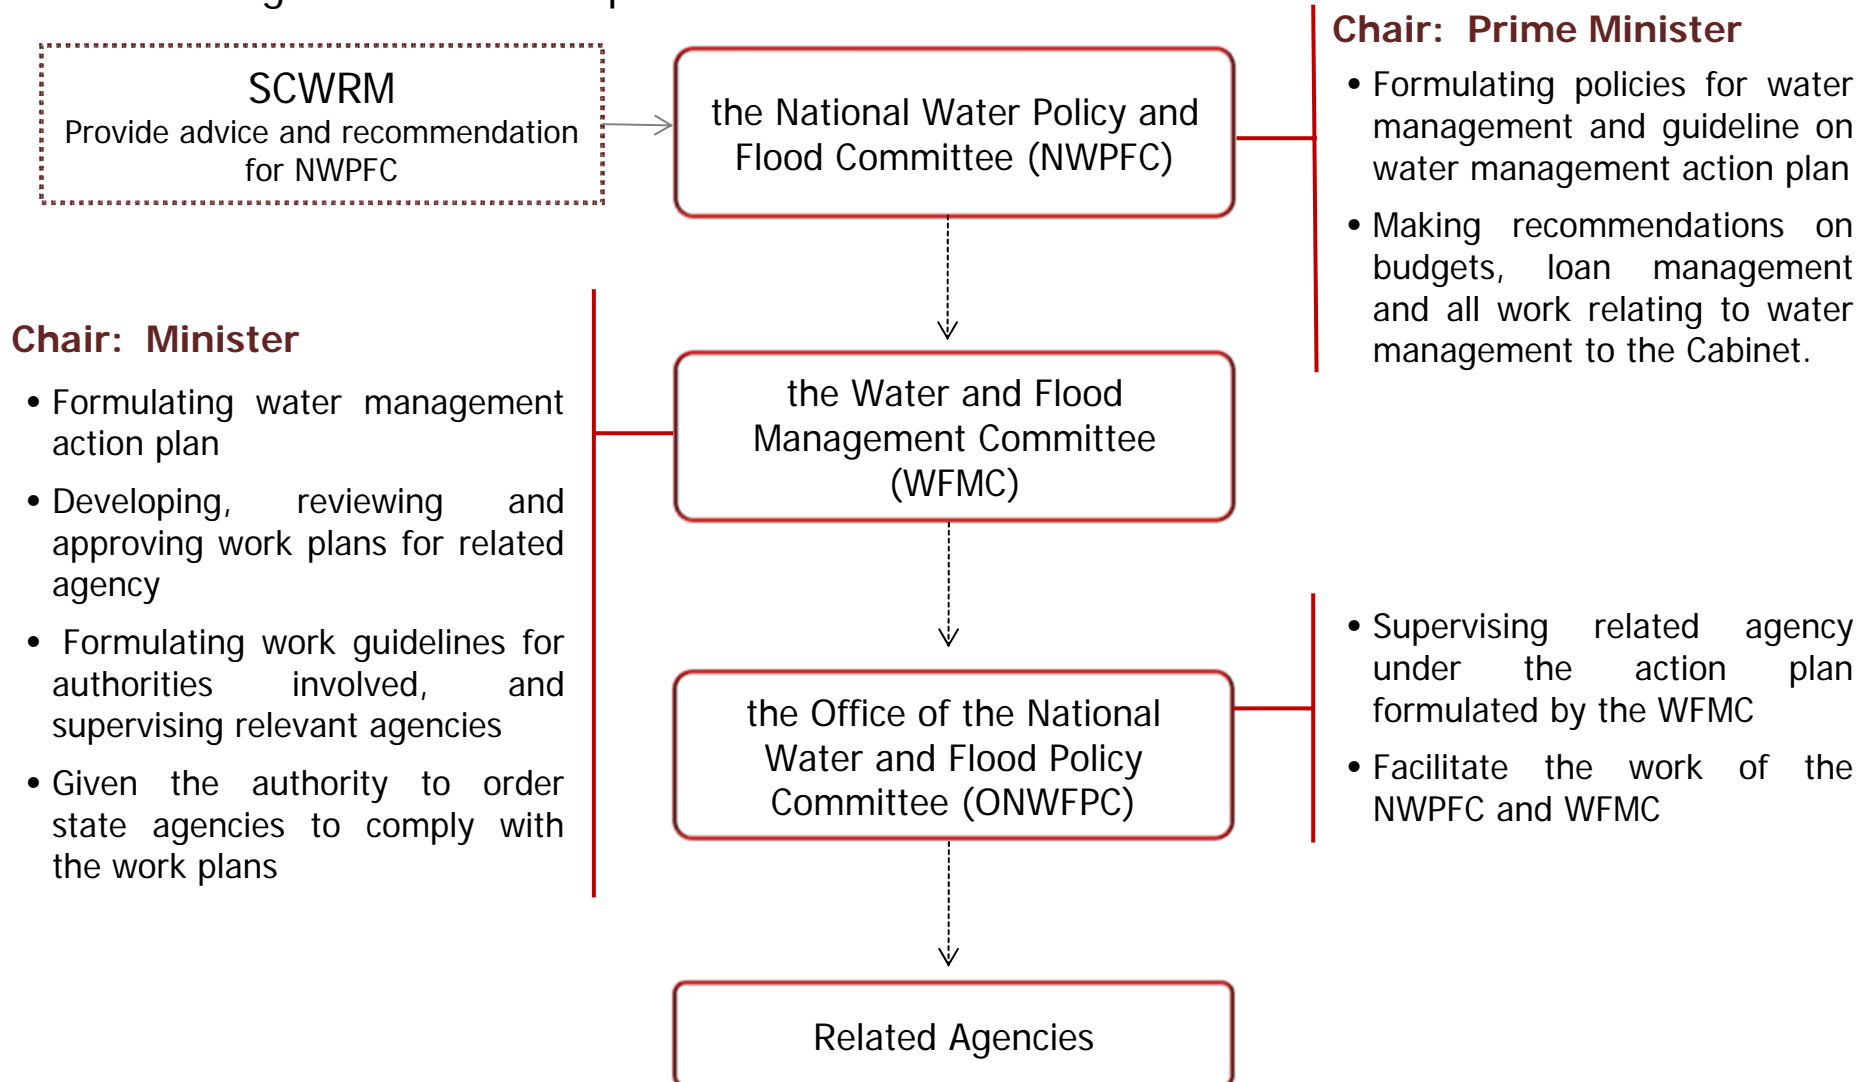 SCWRM
Provide advice and recommendation
for NWPFC
the National Water Policy and
Flood Committee (NWPFC)
Chair: Prime Minister
• Formulating policies for water
management and guideline on
water management action plan
• Making recommendations on
budgets, loan management
and all work relating to water
management to the Cabinet.
Chair: Minister
• Formulating water management
action plan
• Developing, reviewing and
approving work plans for related
agency
• Formulating work guidelines for
authorities involved, and
supervising relevant agencies
• Given the authority to order
state agencies to comply with
the work plans
the Water and Flood
Management Committee
(WFMC)
the Office of the National
Water and Flood Policy
Committee (ONWFPC)
• Supervising related agency
under the action plan
formulated by the WFMC
• Facilitate the work of the
NWPFC and WFMC
Related Agencies